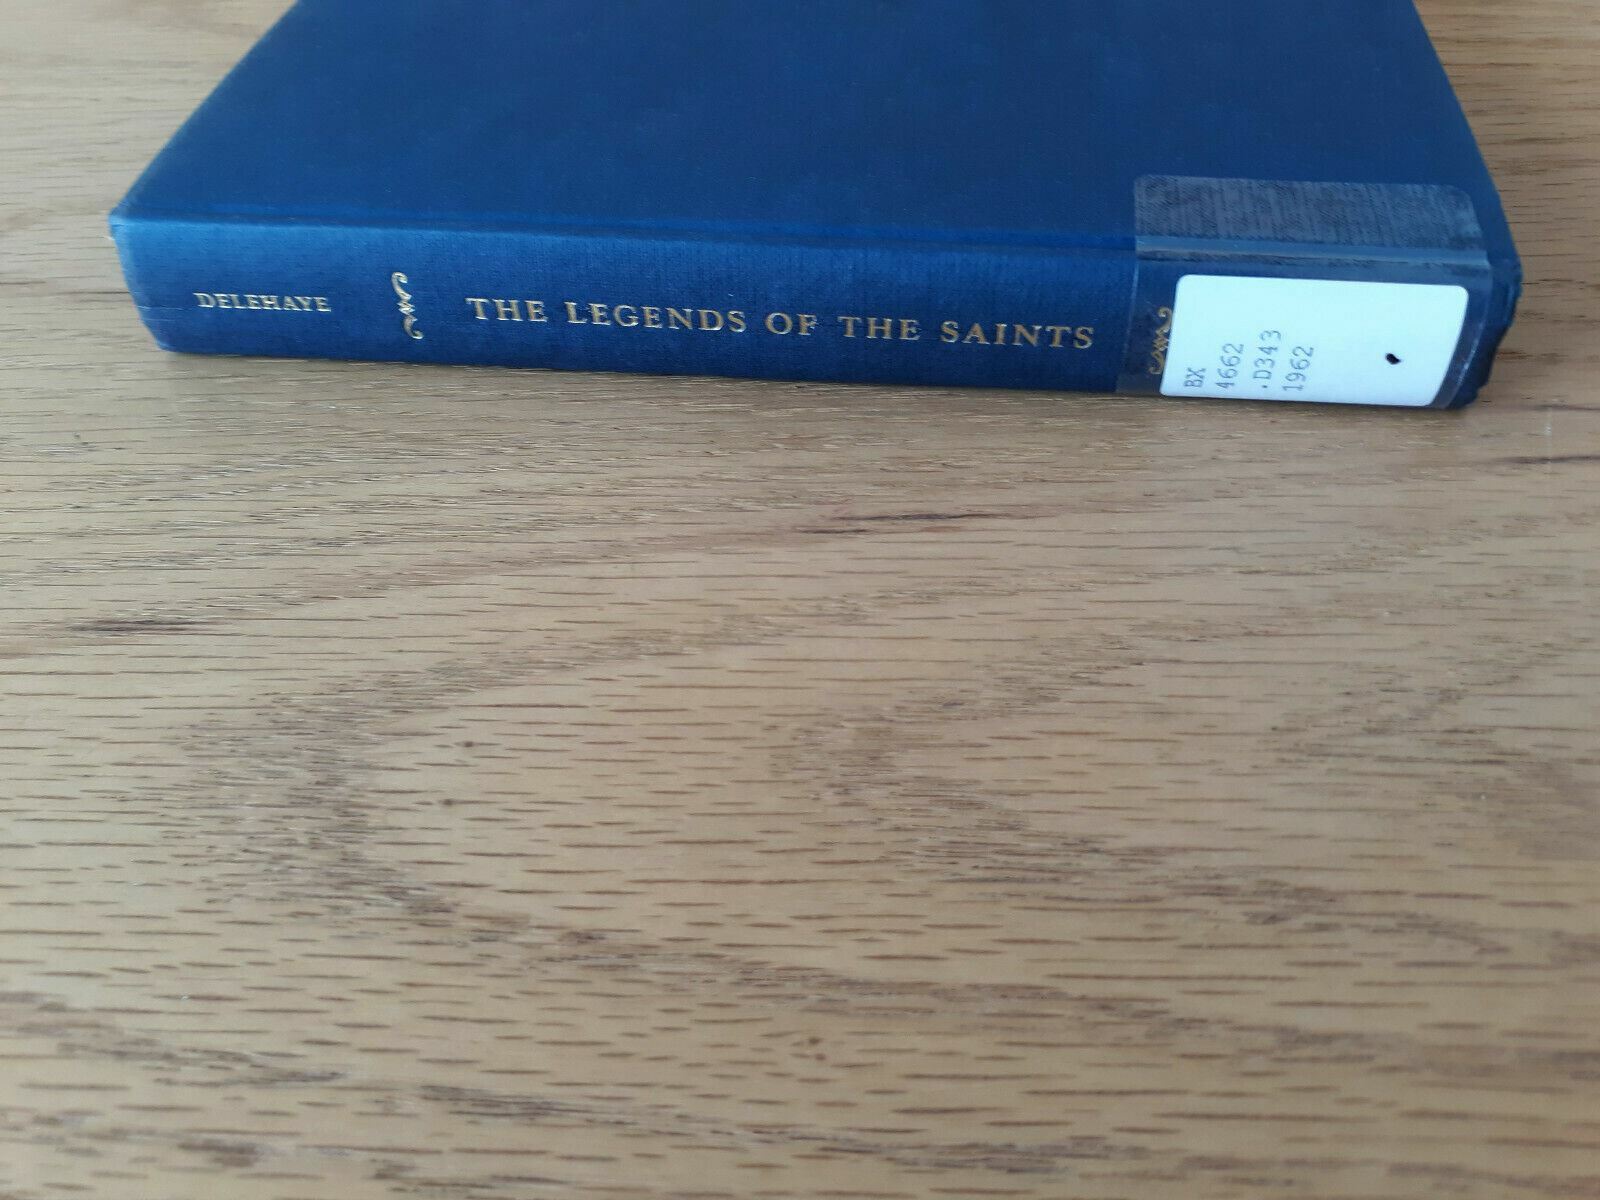 DELEHAYE
THE LEGENDS OF THE SAINTS
BX
4662
.D343
1962